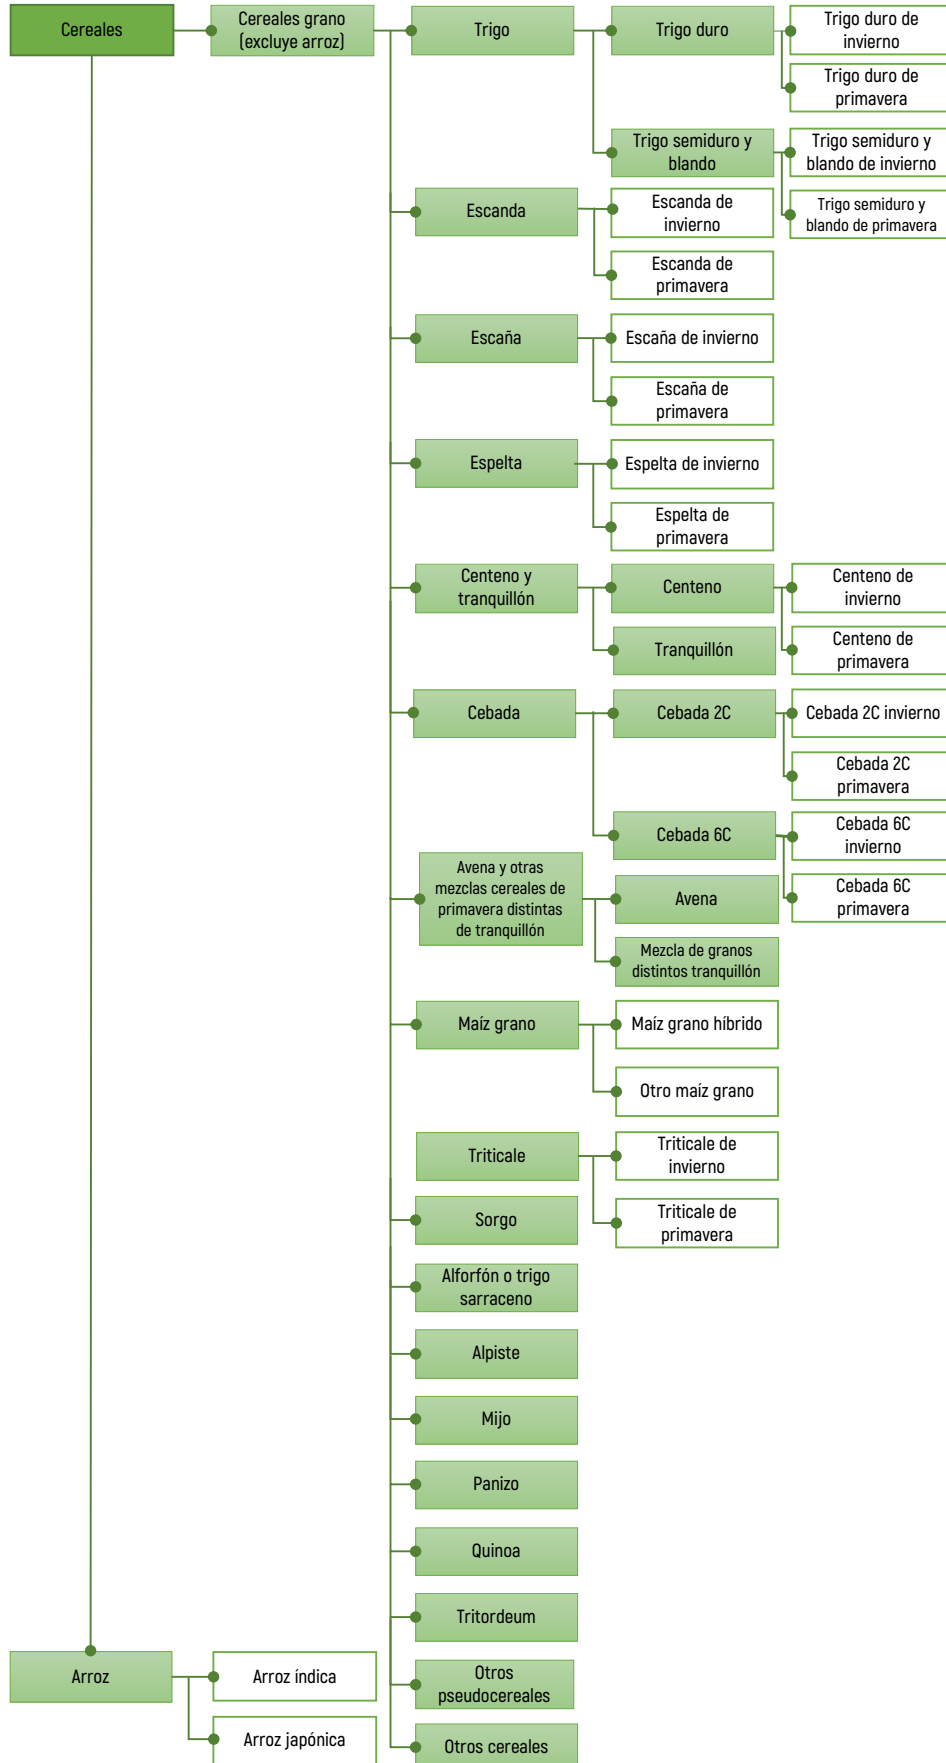 Cereales
Cereales grano
(excluye arroz)
Trigo
Trigo duro
Trigo duro de
invierno
Trigo duro de
primavera
Trigo semiduro y
blando
Trigo semiduro y
blando de invierno
Trigo semiduro y
blando de primavera
Escanda
Escanda de
invierno
Escanda de
primavera
Escaña
Escaña de invierno
Escaña de
primavera
Espelta
Espelta de invierno
Espelta de
primavera
Centeno y
tranquillón
Centeno
Centeno de
invierno
Centeno de
primavera
Tranquillón
Cebada
Cebada 2C
Cebada 2C invierno
Cebada 2C
primavera
Cebada 6C
Cebada 6C
invierno
Cebada 6C
primavera
Avena y otras
mezclas cereales de
primavera distintas
de tranquillón
Avena
Mezcla de granos
distintos tranquillón
Maíz grano
Maíz grano híbrido
Otro maíz grano
Triticale
Triticale de
invierno
Triticale de
primavera
Sorgo
Alforfón o trigo
sarraceno
Alpiste
Mijo
Panizo
Quinoa
Tritordeum
Otros
pseudocereales
Otros cereales
Arroz
Arroz índica
Arroz japónica